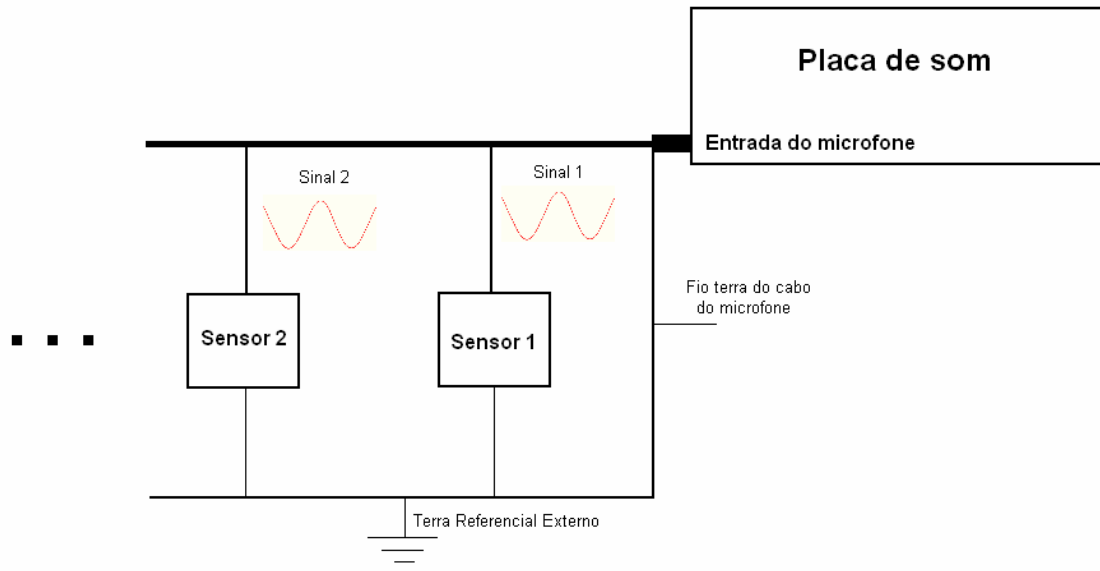 Placa de som
Entrada do microfone
Sinal 2
Sinal 1
Fio terra do cabo
do microfone
Sensor 2
Sensor 1
Terra Referencial Externo